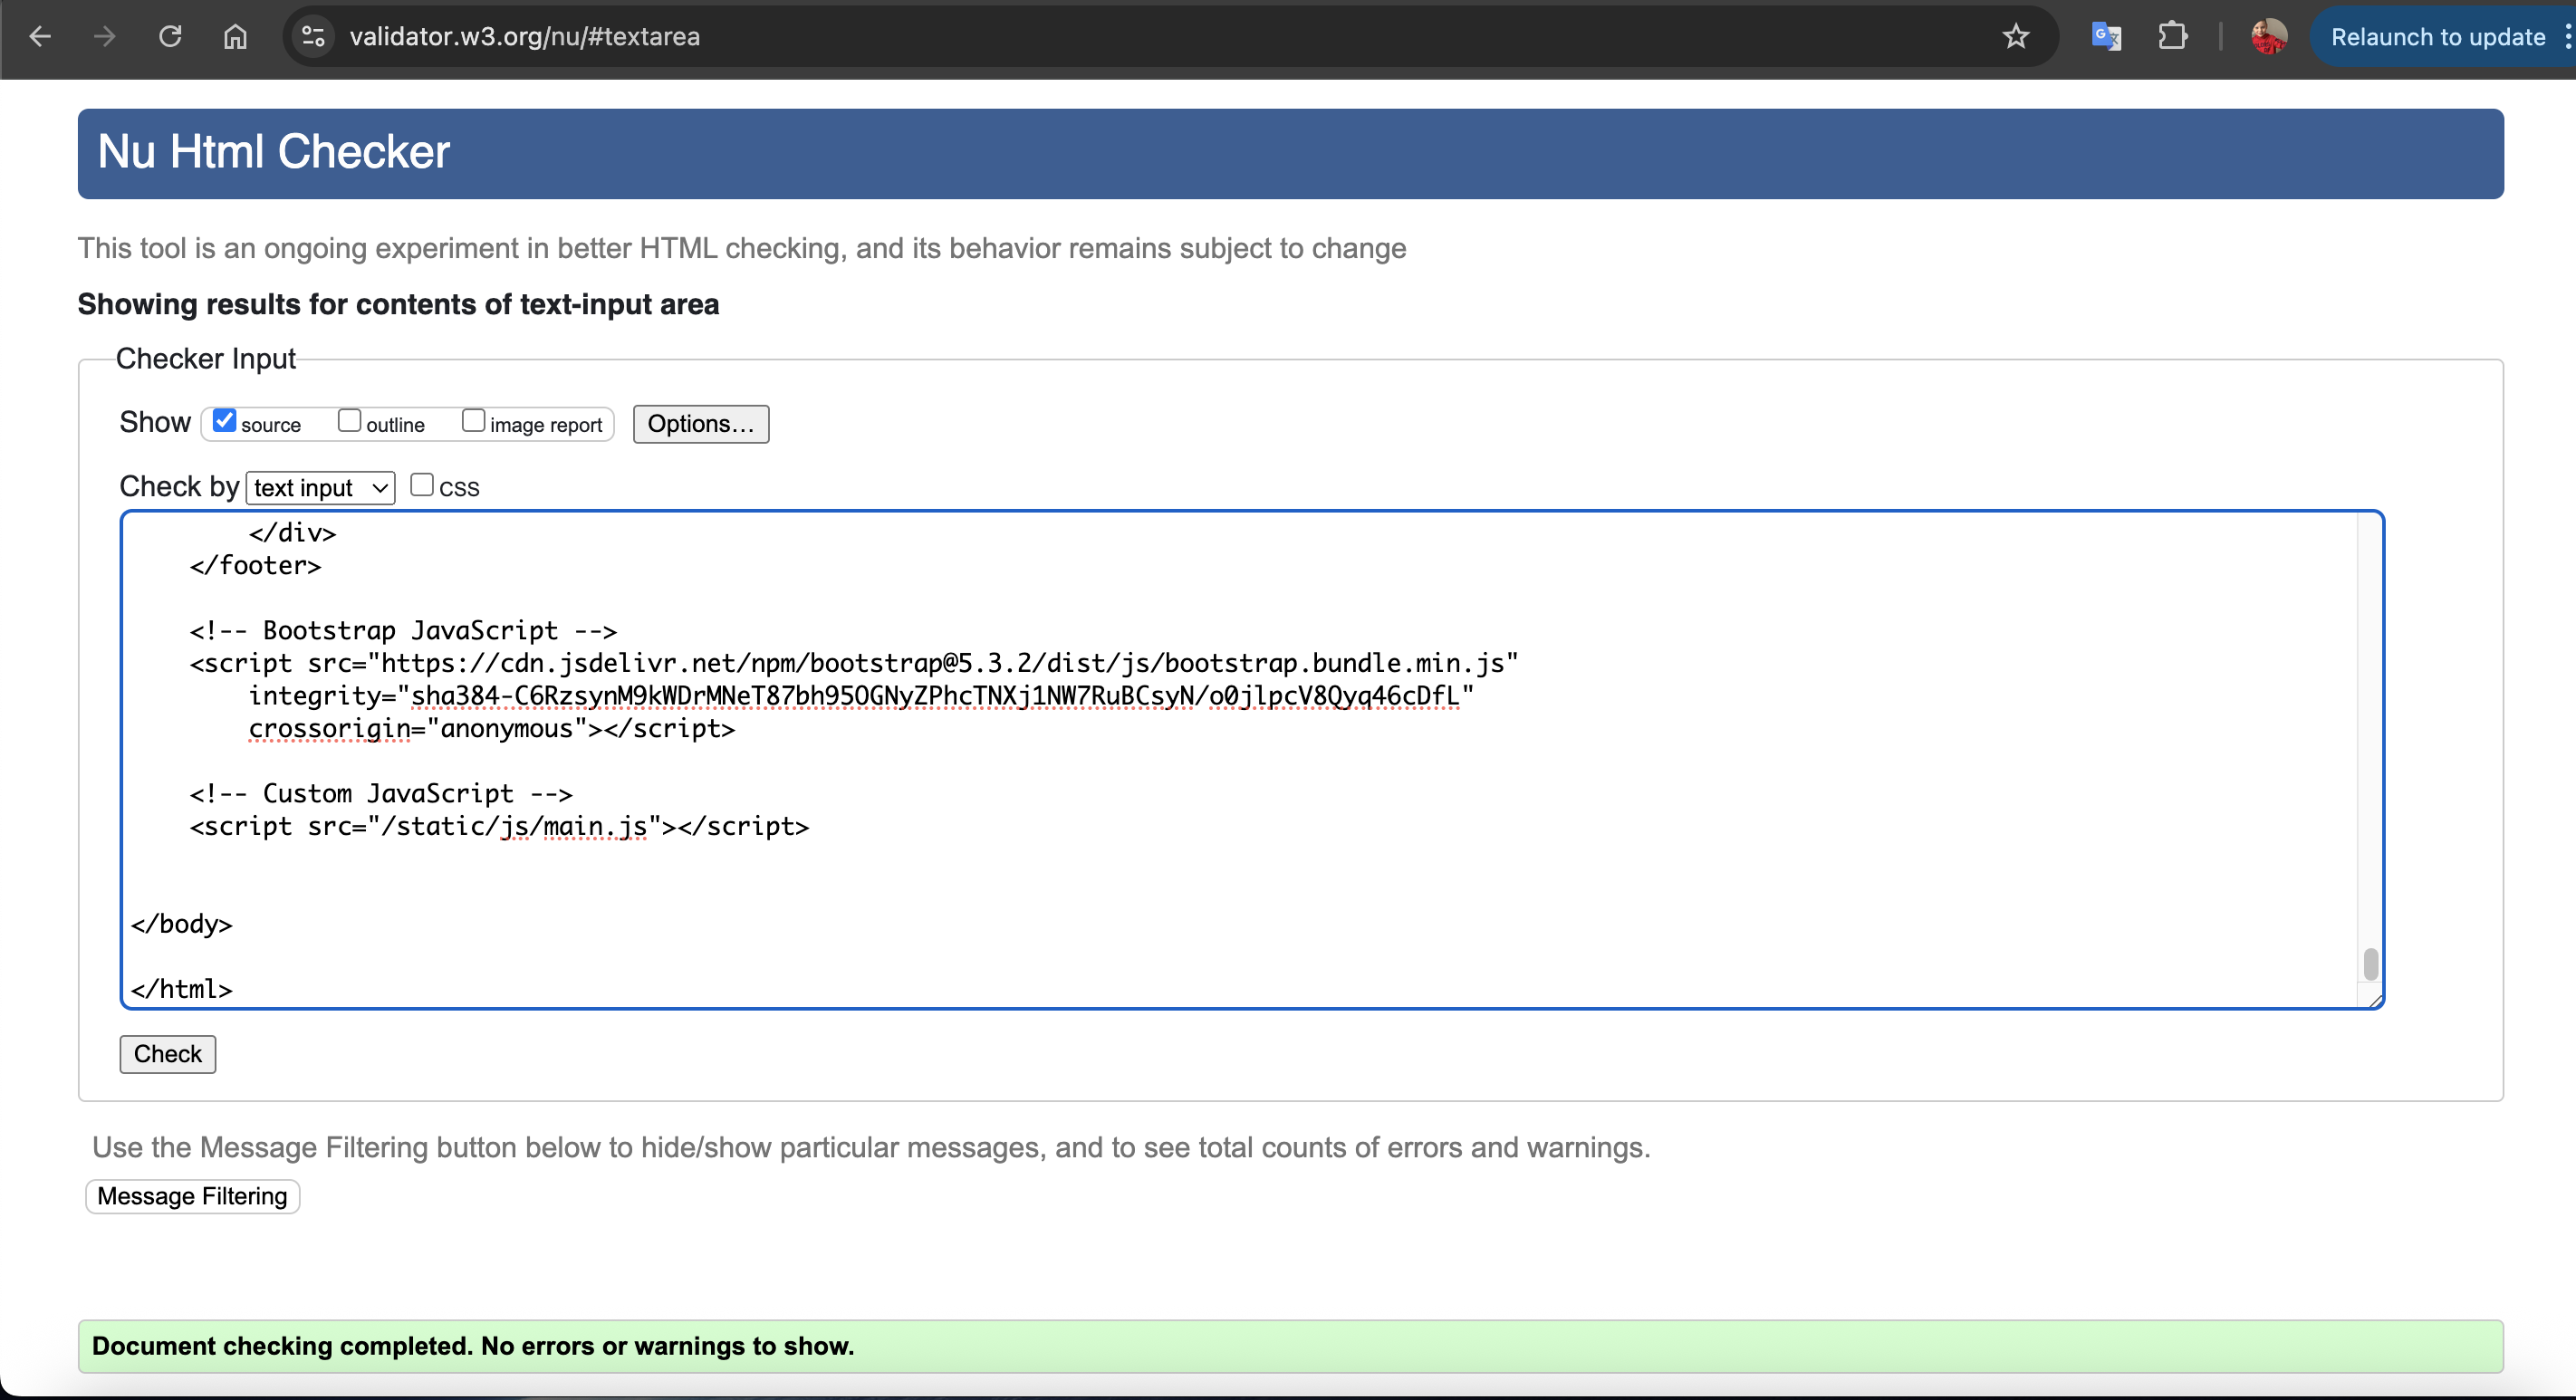 validator.w3.org/nu/#textarea
Relaunch to update
Nu Html Checker
This tool is an ongoing experiment in better HTML checking, and its behavior remains subject to change
Showing results for contents of text-input area
Checker Input
Show source outline image report Options...
Check by text input CSS
</div>
</footer>
<!-- Bootstrap JavaScript -->
<script src="https://cdn.jsdelivr.net/npm/bootstrap@5.3.2/dist/js/bootstrap.bundle.min.js"
integrity="sha384-C6RzsynM9kWDrMNeT87bh95OGNyZPhcTNXj1NW7RuBCsyN/o0jlpcV8Qyq46cDfL"
crossorigin="anonymous"></script>
<!-- Custom JavaScript -->
<script src="/static/js/main.js"></script>
</body>
</html>
Check
Use the Message Filtering button below to hide/show particular messages, and to see total counts of errors and warnings.
Message Filtering
Document checking completed. No errors or warnings to show.